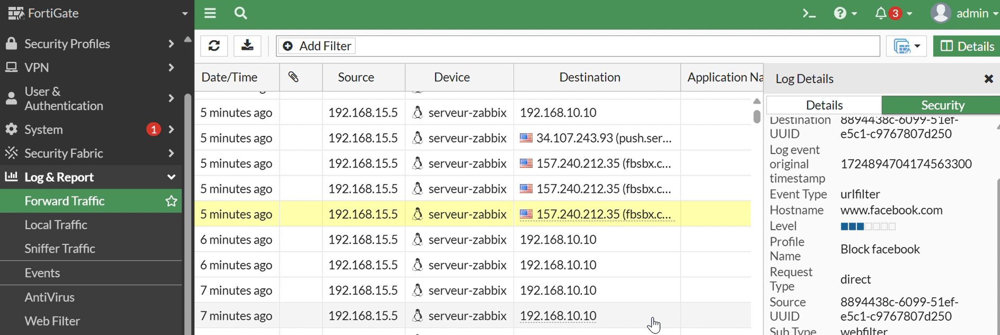 FortiGate
3
admin
Security Profiles
VPN
User &
Authentication
System 1
Security Fabric
Log & Report
Forward Traffic
Local Traffic
Sniffer Traffic
Events
AntiVirus
Web Filter
Add Filter
Details
Date/Time Source Device Destination Application Na
5 minutes ago 192.168.15.5 serveur-zabbix 192.168.10.10
5 minutes ago 192.168.15.5 serveur-zabbix 34.107.243.93 (push.ser...
5 minutes ago 192.168.15.5 serveur-zabbix 157.240.212.35 (fbsbx.c...
5 minutes ago 192.168.15.5 serveur-zabbix 157.240.212.35 (fbsbx.c...
5 minutes ago 192.168.15.5 serveur-zabbix 157.240.212.35 (fbsbx.c...
6 minutes ago 192.168.15.5 serveur-zabbix 192.168.10.10
6 minutes ago 192.168.15.5 serveur-zabbix 192.168.10.10
7 minutes ago 192.168.15.5 serveur-zabbix 192.168.10.10
7 minutes ago 192.168.15.5 serveur-zabbix 192.168.10.10
Log Details
Details Security
Destination 8894438c-6099-51ef-
UUID e5c1-c9767807d250
Log event
original 1724894704174563300
timestamp
Event Type urlfilter
Hostname www.facebook.com
Level
Profile
Name Block facebook
Request
Type direct
Source 8894438c-6099-51ef-
UUID e5c1-c9767807d250
Sub Type webfilter